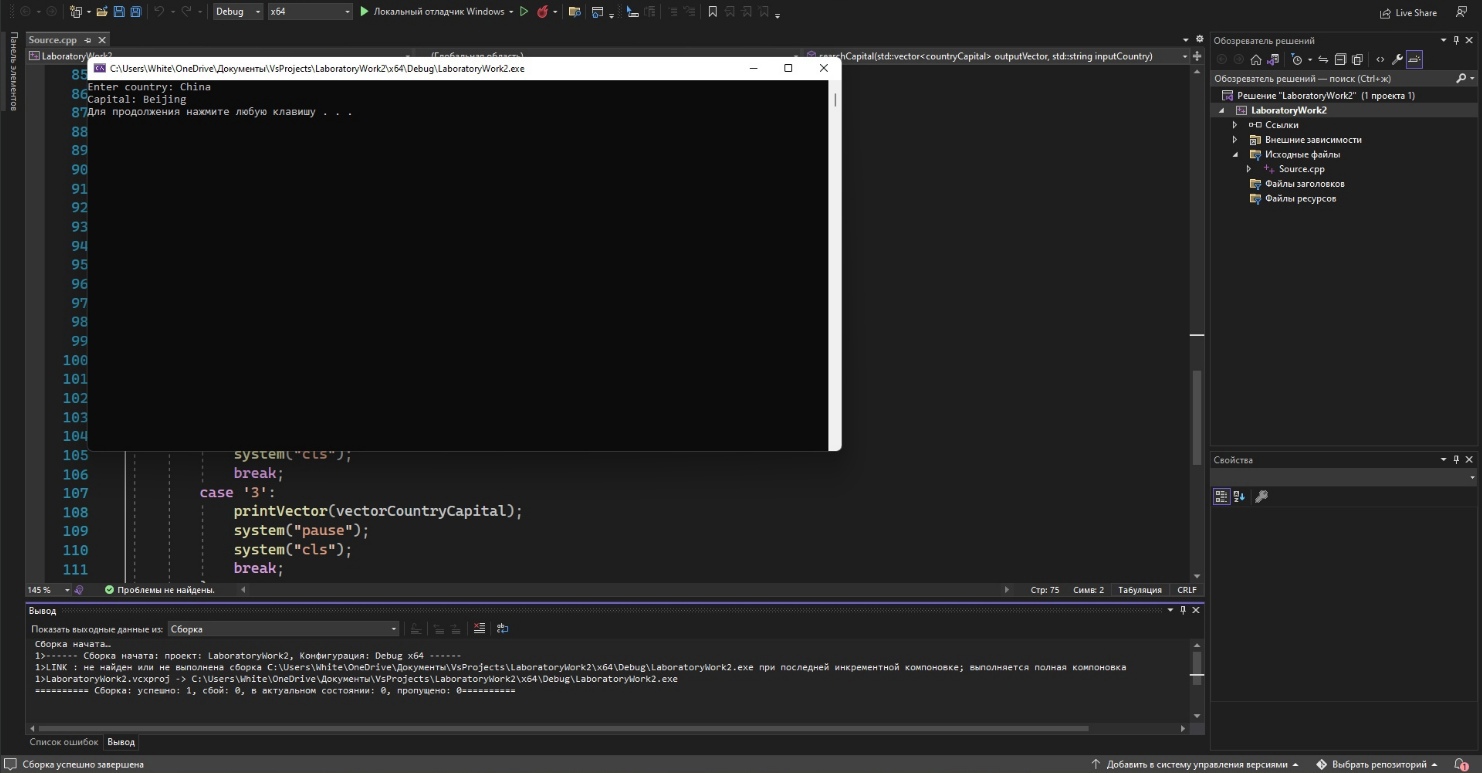 Debug
x64
Локальный отладчик Windows
Live Share
Панель элементов
Source.cpp
LaboratoryWork2
(Глобальная область)
searchCapital(std::vector<countryCapital> outputVector, std::string inputCountry)
C:\Users\White\OneDrive\Документы\VsProjects\LaboratoryWork2\x64\Debug\LaboratoryWork2.exe
Enter country: China
Capital: Beijing
Для продолжения нажмите любую клавишу . . .
85
86
87
88
89
90
91
92
93
94
95
96
97
98
99
100
101
102
103
104
105 system("cls");
106 break;
107 case '3':
108 printVector(vectorCountryCapital);
109 system("pause");
110 system("cls");
111 break;
145 %
Проблемы не найдены.
Стр: 75
Симв: 2
Табуляция
CRLF
Вывод
Показать выходные данные из: Сборка
Сборка начата…
1>------ Сборка начата: проект: LaboratoryWork2, Конфигурация: Debug x64 ------
1>LINK : не найден или не выполнена сборка C:\Users\White\OneDrive\Документы\VsProjects\LaboratoryWork2\x64\Debug\LaboratoryWork2.exe при последней инкрементной компоновке; выполняется полная компоновка
1>LaboratoryWork2.vcxproj -> C:\Users\White\OneDrive\Документы\VsProjects\LaboratoryWork2\x64\Debug\LaboratoryWork2.exe
========== Сборка: успешно: 1, сбой: 0, в актуальном состоянии: 0, пропущено: 0==========
Список ошибок
Вывод
Обозреватель решений
Обозреватель решений — поиск (Ctrl+ж)
Решение "LaboratoryWork2" (1 проекта 1)
LaboratoryWork2
Ссылки
Внешние зависимости
Исходные файлы
Source.cpp
Файлы заголовков
Файлы ресурсов
Свойства
Сборка успешно завершена
Добавить в систему управления версиями
Выбрать репозиторий
1